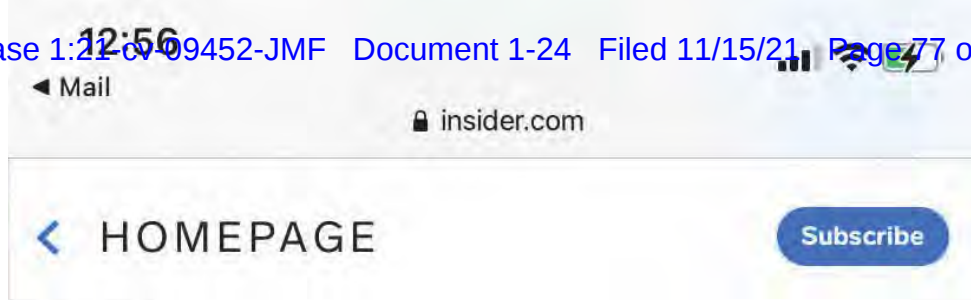 12:56
ase 1:21-cv-09452-JMF Document 1-24 Filed 11/15/21 Page 77 o
◀ Mail
insider.com
HOMEPAGE
Subscribe